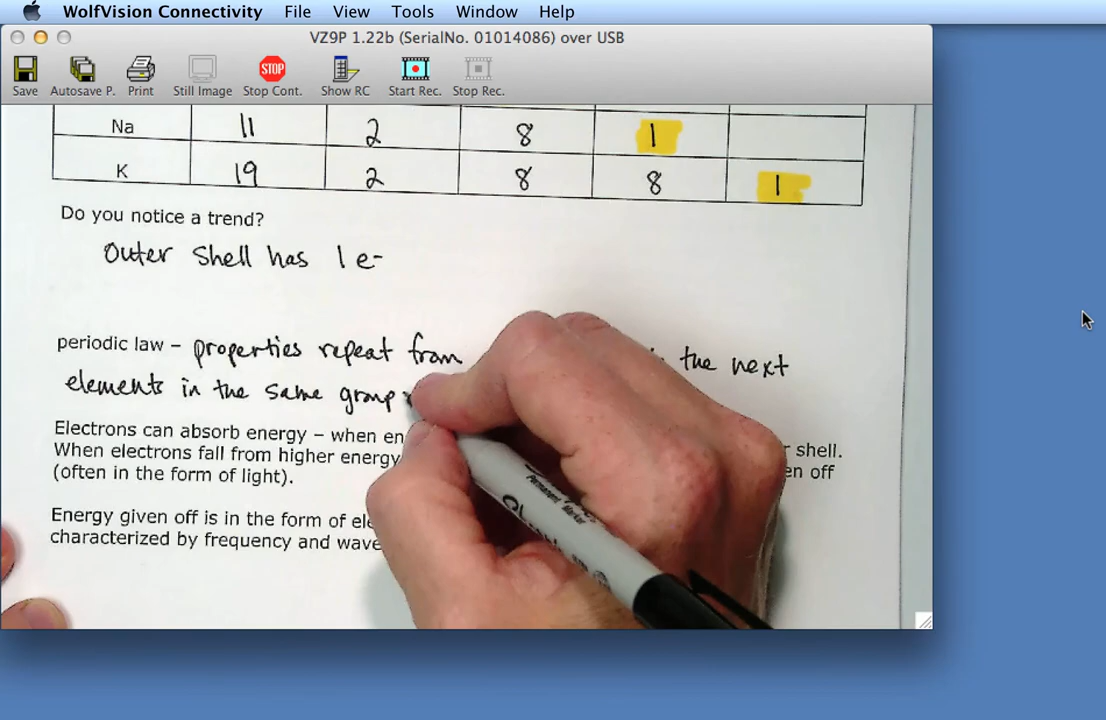 WolfVision Connectivity File View Tools Window Help
VZ9P 1.22b (SerialNo. 01014086) over USB
Save Autosave P. Print Still Image Stop Cont. Show RC Start Rec. Stop Rec.
STOP
Na 11 2 8 1
K 19 2 8 8 1
Do you notice a trend?
Outer shell has 1 e-
periodic law – properties repeat from the next
elements in the same group
Electrons can absorb energy – when en shell.
When electrons fall from higher energy en off
(often in the form of light).
Energy given off is in the form of ele
characterized by frequency and wave
Permanent Marker